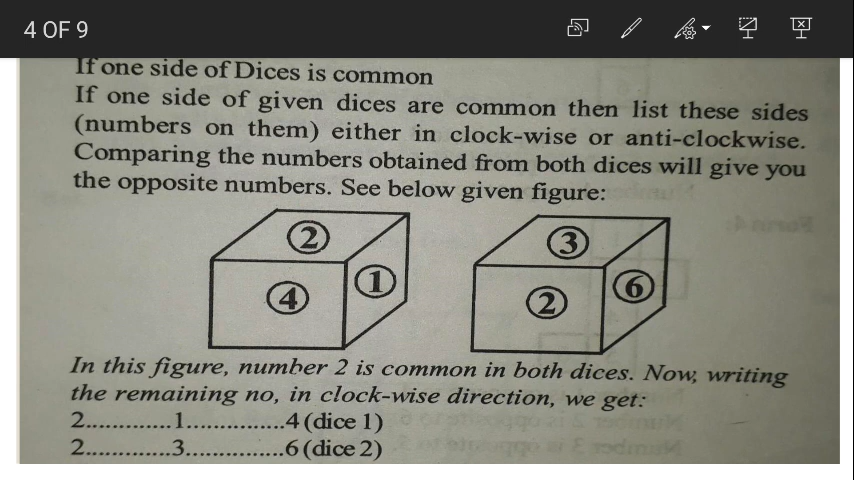 4 OF 9
If one side of Dices is common
If one side of given dices are common then list these sides
(numbers on them) either in clock-wise or anti-clockwise.
Comparing the numbers obtained from both dices will give you
the opposite numbers. See below given figure:
2
4
1
3
2
6
In this figure, number 2 is common in both dices. Now, writing
the remaining no, in clock-wise direction, we get:
2............1.............4 (dice 1)
2............3.............6 (dice 2)